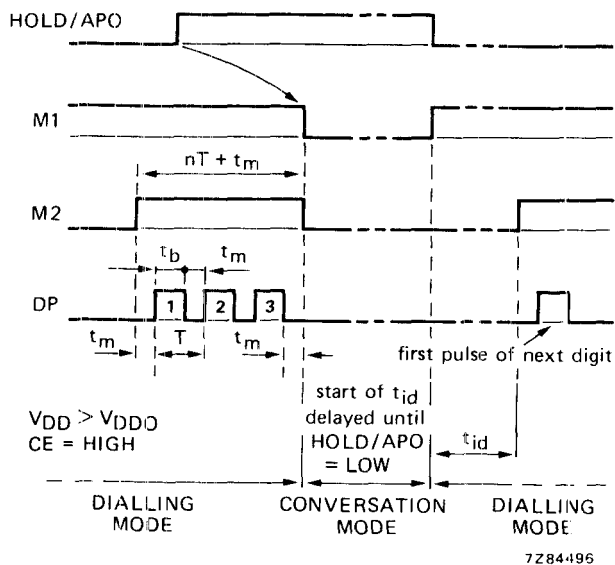 HOLD/APO
M1
nT + tm
M2
tb tm
DP
1 2 3
tm T tm
first pulse of next digit
VDD > VDDO
CE = HIGH
start of tid
delayed until
HOLD/APO
= LOW
tid
DIALLING
MODE
CONVERSATION
MODE
DIALLING
MODE
7Z84496